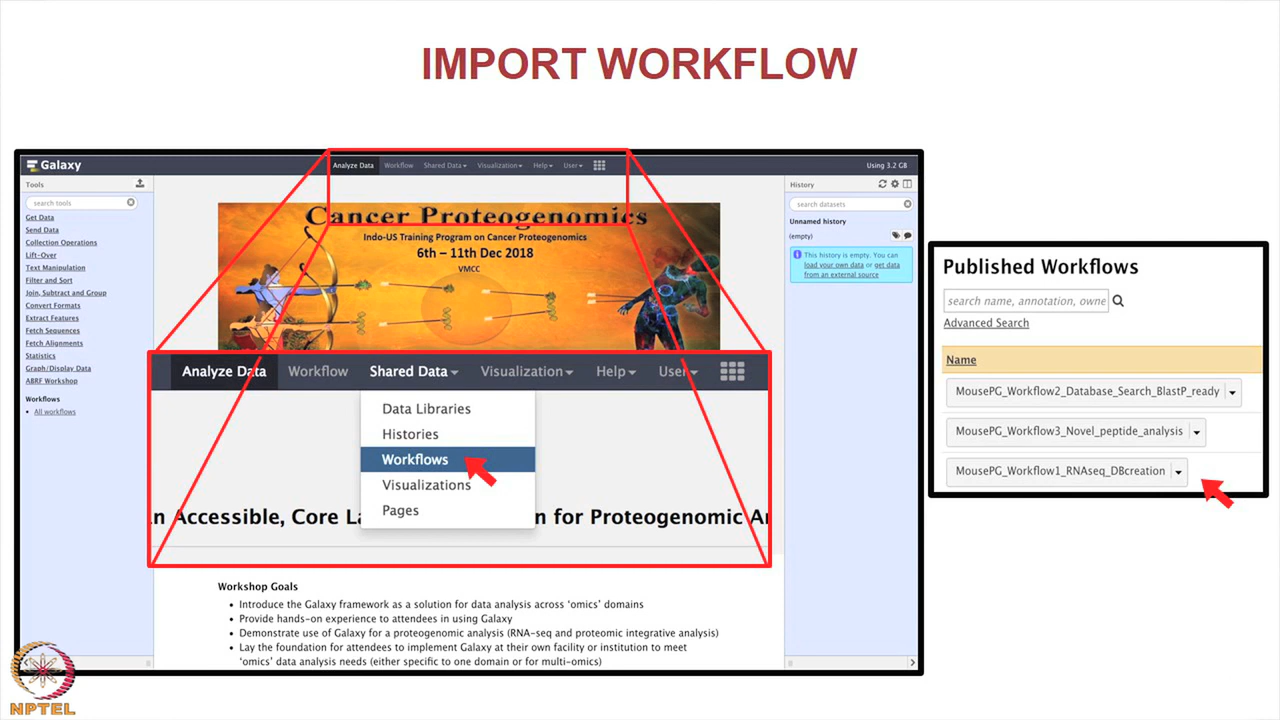 IMPORT WORKFLOW
Galaxy
Analyze Data
Workflow
Shared Data
Visualization
Help
User
Using 3.2 GB
Tools
search tools
Get Data
Send Data
Collection Operations
Lift-Over
Text Manipulation
Filter and Sort
Join, Subtract and Group
Convert Formats
Extract Features
Fetch Sequences
Fetch Alignments
Statistics
Graph/Display Data
ABRF Workshop
Workflows
All workflows
Cancer Proteogenomics
Indo-US Training Program on Cancer Proteogenomics
6th – 11th Dec 2018
VMCC
Analyze Data
Workflow
Shared Data
Visualization
Help
User
Data Libraries
Histories
Workflows
Visualizations
Pages
n Accessible, Core La
n for Proteogenomic A
Workshop Goals
• Introduce the Galaxy framework as a solution for data analysis across ‘omics’ domains
• Provide hands-on experience to attendees in using Galaxy
• Demonstrate use of Galaxy for a proteogenomic analysis (RNA-seq and proteomic integrative analysis)
• Lay the foundation for attendees to implement Galaxy at their own facility or institution to meet
‘omics’ data analysis needs (either specific to one domain or for multi-omics)
History
search datasets
Unnamed history
(empty)
This history is empty. You can
load your own data or get data
from an external source
Published Workflows
search name, annotation, owne
Advanced Search
Name
MousePG_Workflow2_Database_Search_BlastP_ready
MousePG_Workflow3_Novel_peptide_analysis
MousePG_Workflow1_RNAseq_DBcreation
NPTEL